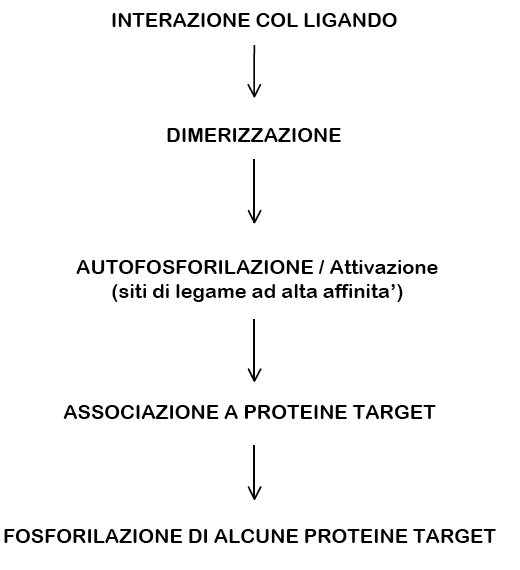 INTERAZIONE COL LIGANDO
DIMERIZZAZIONE
AUTOFOSFORILAZIONE / Attivazione
(siti di legame ad alta affinita')
ASSOCIAZIONE A PROTEINE TARGET
FOSFORILAZIONE DI ALCUNE PROTEINE TARGET